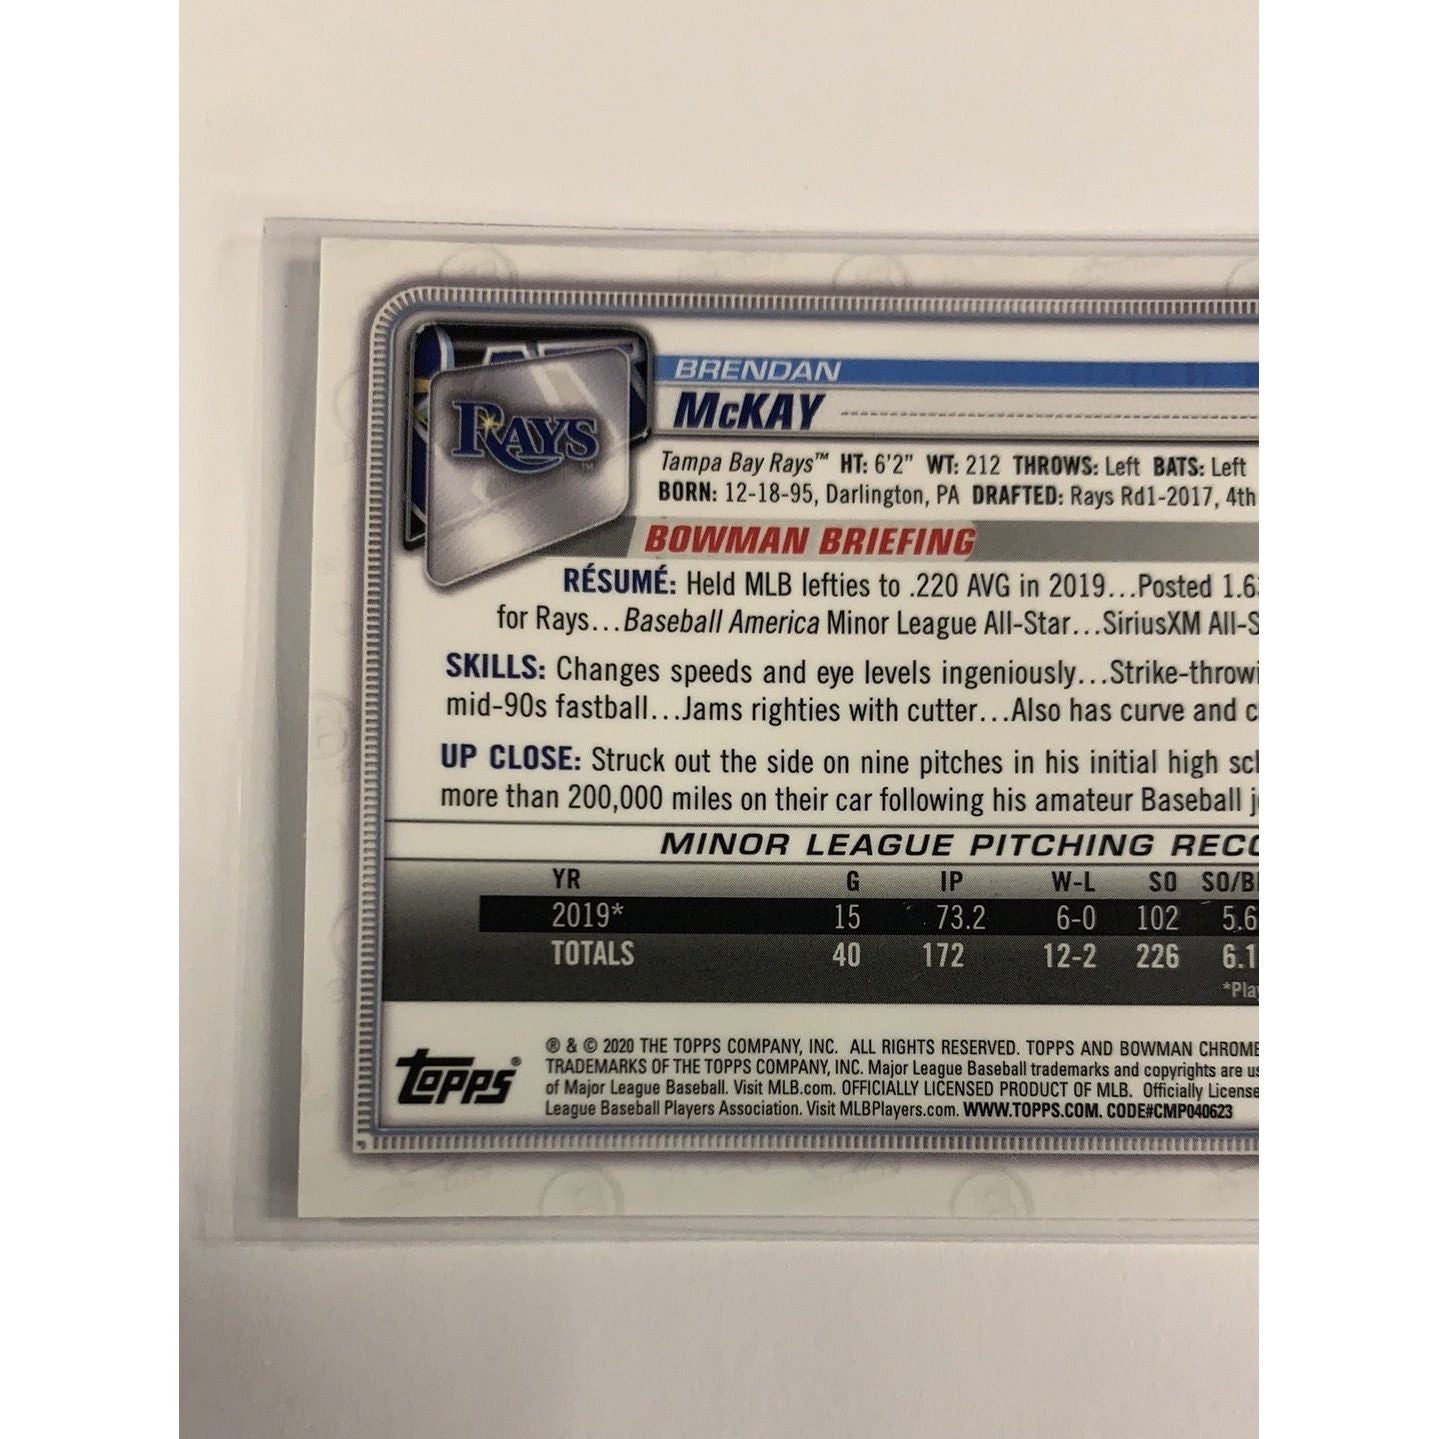 BRENDAN
McKAY
RAYS™
Tampa Bay Rays™ HT: 6'2" WT: 212 THROWS: Left BATS: Left
BORN: 12-18-95, Darlington, PA DRAFTED: Rays Rd1-2017, 4th
BOWMAN BRIEFING
RÉSUMÉ: Held MLB lefties to .220 AVG in 2019...Posted
for Rays...Baseball America Minor League All-Star...SiriusXM
SKILLS: Changes speeds and eye levels ingeniously...
mid-90s fastball...Jams righties with cutter...Also has curve and
UP CLOSE: Struck out the side on nine pitches in his initial high
more than 200,000 miles on their car following his amateur Baseball
MINOR LEAGUE PITCHING
YR G IP W-L SO
2019* 15 73.2 6-0 102 5.6
TOTALS 40 172 12-2 226 6.1
topps®
® & © 2020 THE TOPPS COMPANY, INC. ALL RIGHTS RESERVED. TOPPS AND BOWMAN CHROME
TRADEMARKS OF THE TOPPS COMPANY, INC. Major League Baseball trademarks and copyrights are
of Major League Baseball. Visit MLB.com. OFFICIALLY LICENSED PRODUCT OF MLB. Officially
League Baseball Players Association. Visit MLBPlayers.com. WWW.TOPPS.COM. CODE#CMP040623